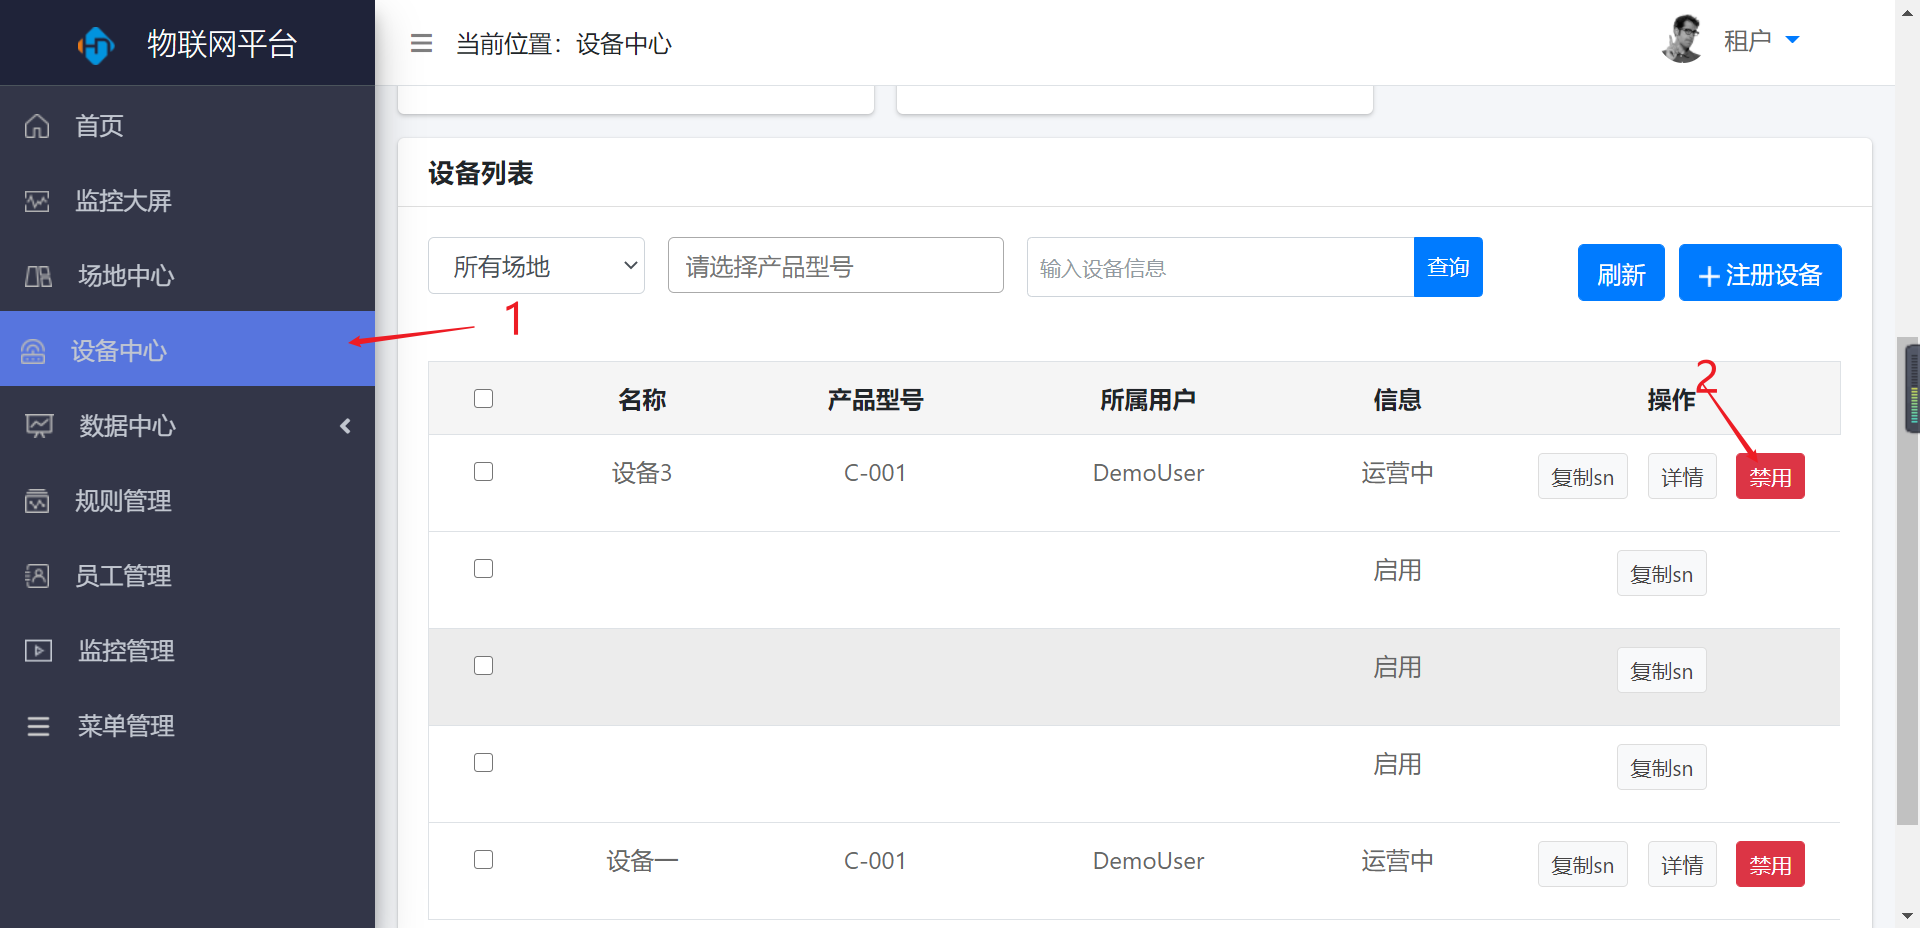 物联网平台
当前位置：设备中心
租户
首页
监控大屏
场地中心
设备中心
数据中心
规则管理
员工管理
监控管理
菜单管理
设备列表
所有场地
请选择产品型号
输入设备信息
查询
刷新
+ 注册设备
1
2
名称 产品型号 所属用户 信息 操作
设备3 C-001 DemoUser 运营中 复制sn 详情 禁用
启用 复制sn
启用 复制sn
启用 复制sn
设备一 C-001 DemoUser 运营中 复制sn 详情 禁用